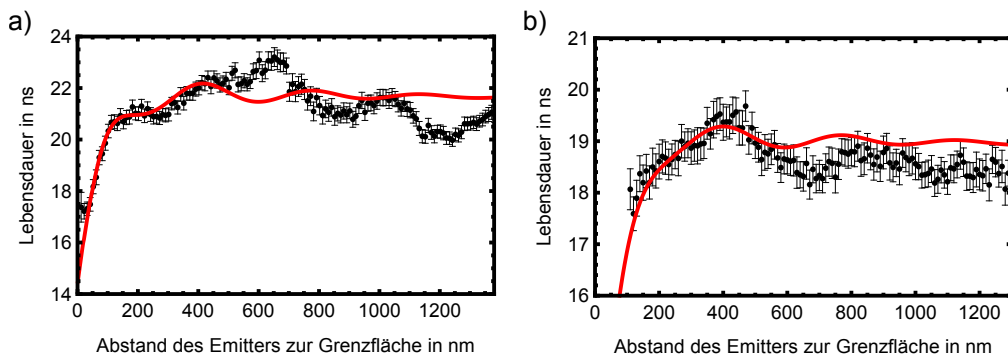 a)
24
22
20
18
16
14
Lebensdauer in ns
0 200 400 600 800 1000 1200
Abstand des Emitters zur Grenzfläche in nm
b)
21
20
19
18
17
16
Lebensdauer in ns
0 200 400 600 800 1000 1200
Abstand des Emitters zur Grenzfläche in nm